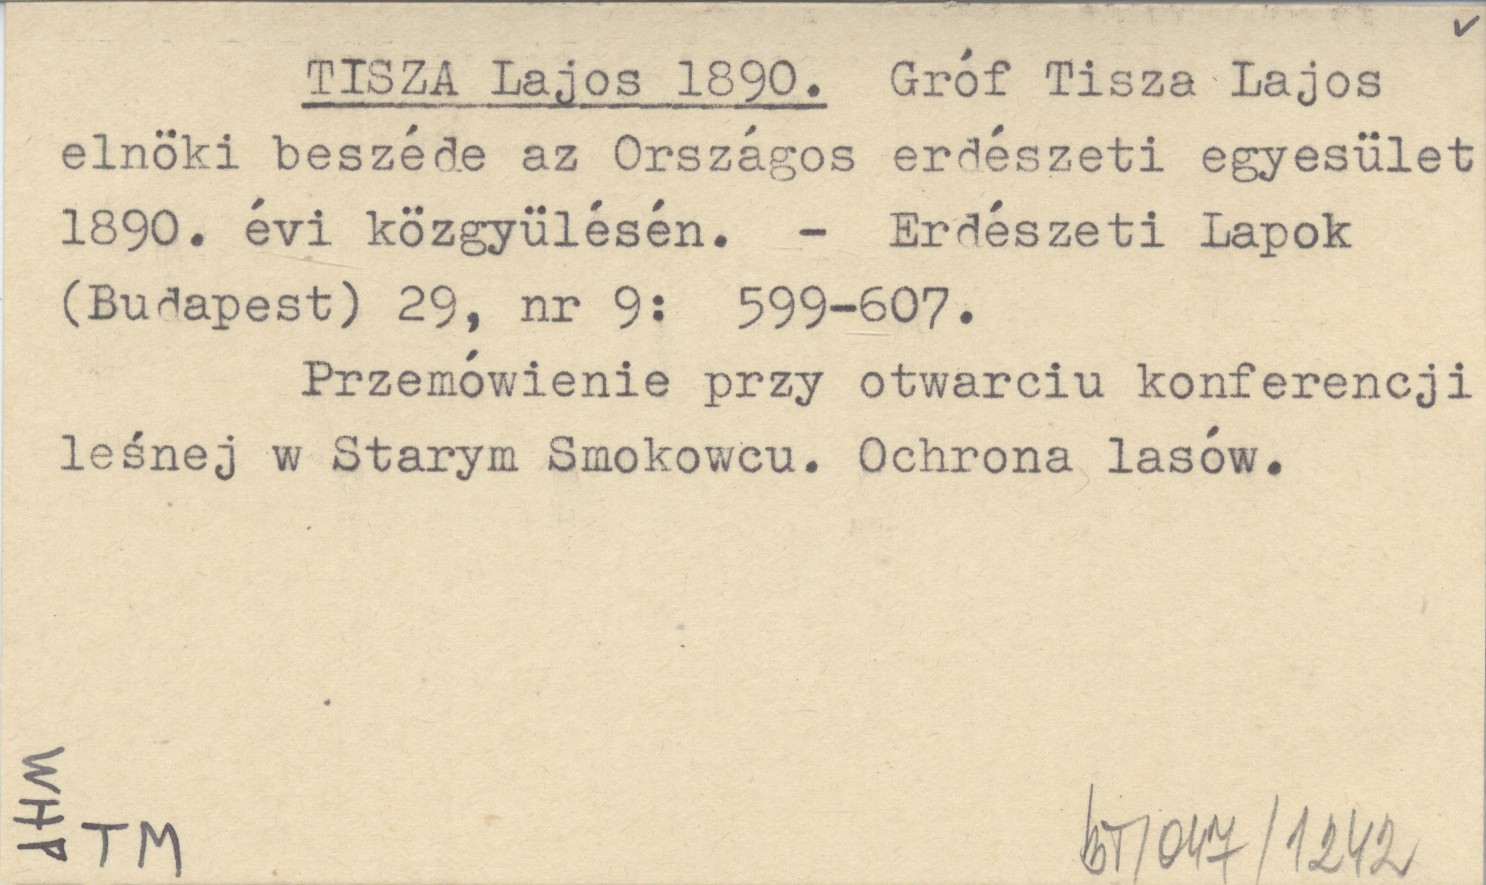 TISZA Lajos 1890. Gróf Tisza Lajos
elnöki beszéde az Országos erdészeti egyesület
1890. évi közgyülésén. - Erdészeti Lapok
(Budapest) 29, nr 9: 599-607.
Przemówienie przy otwarciu konferencji
leśnej w Starym Smokowcu. Ochrona lasów.
WHP
TM
bT/047/1242